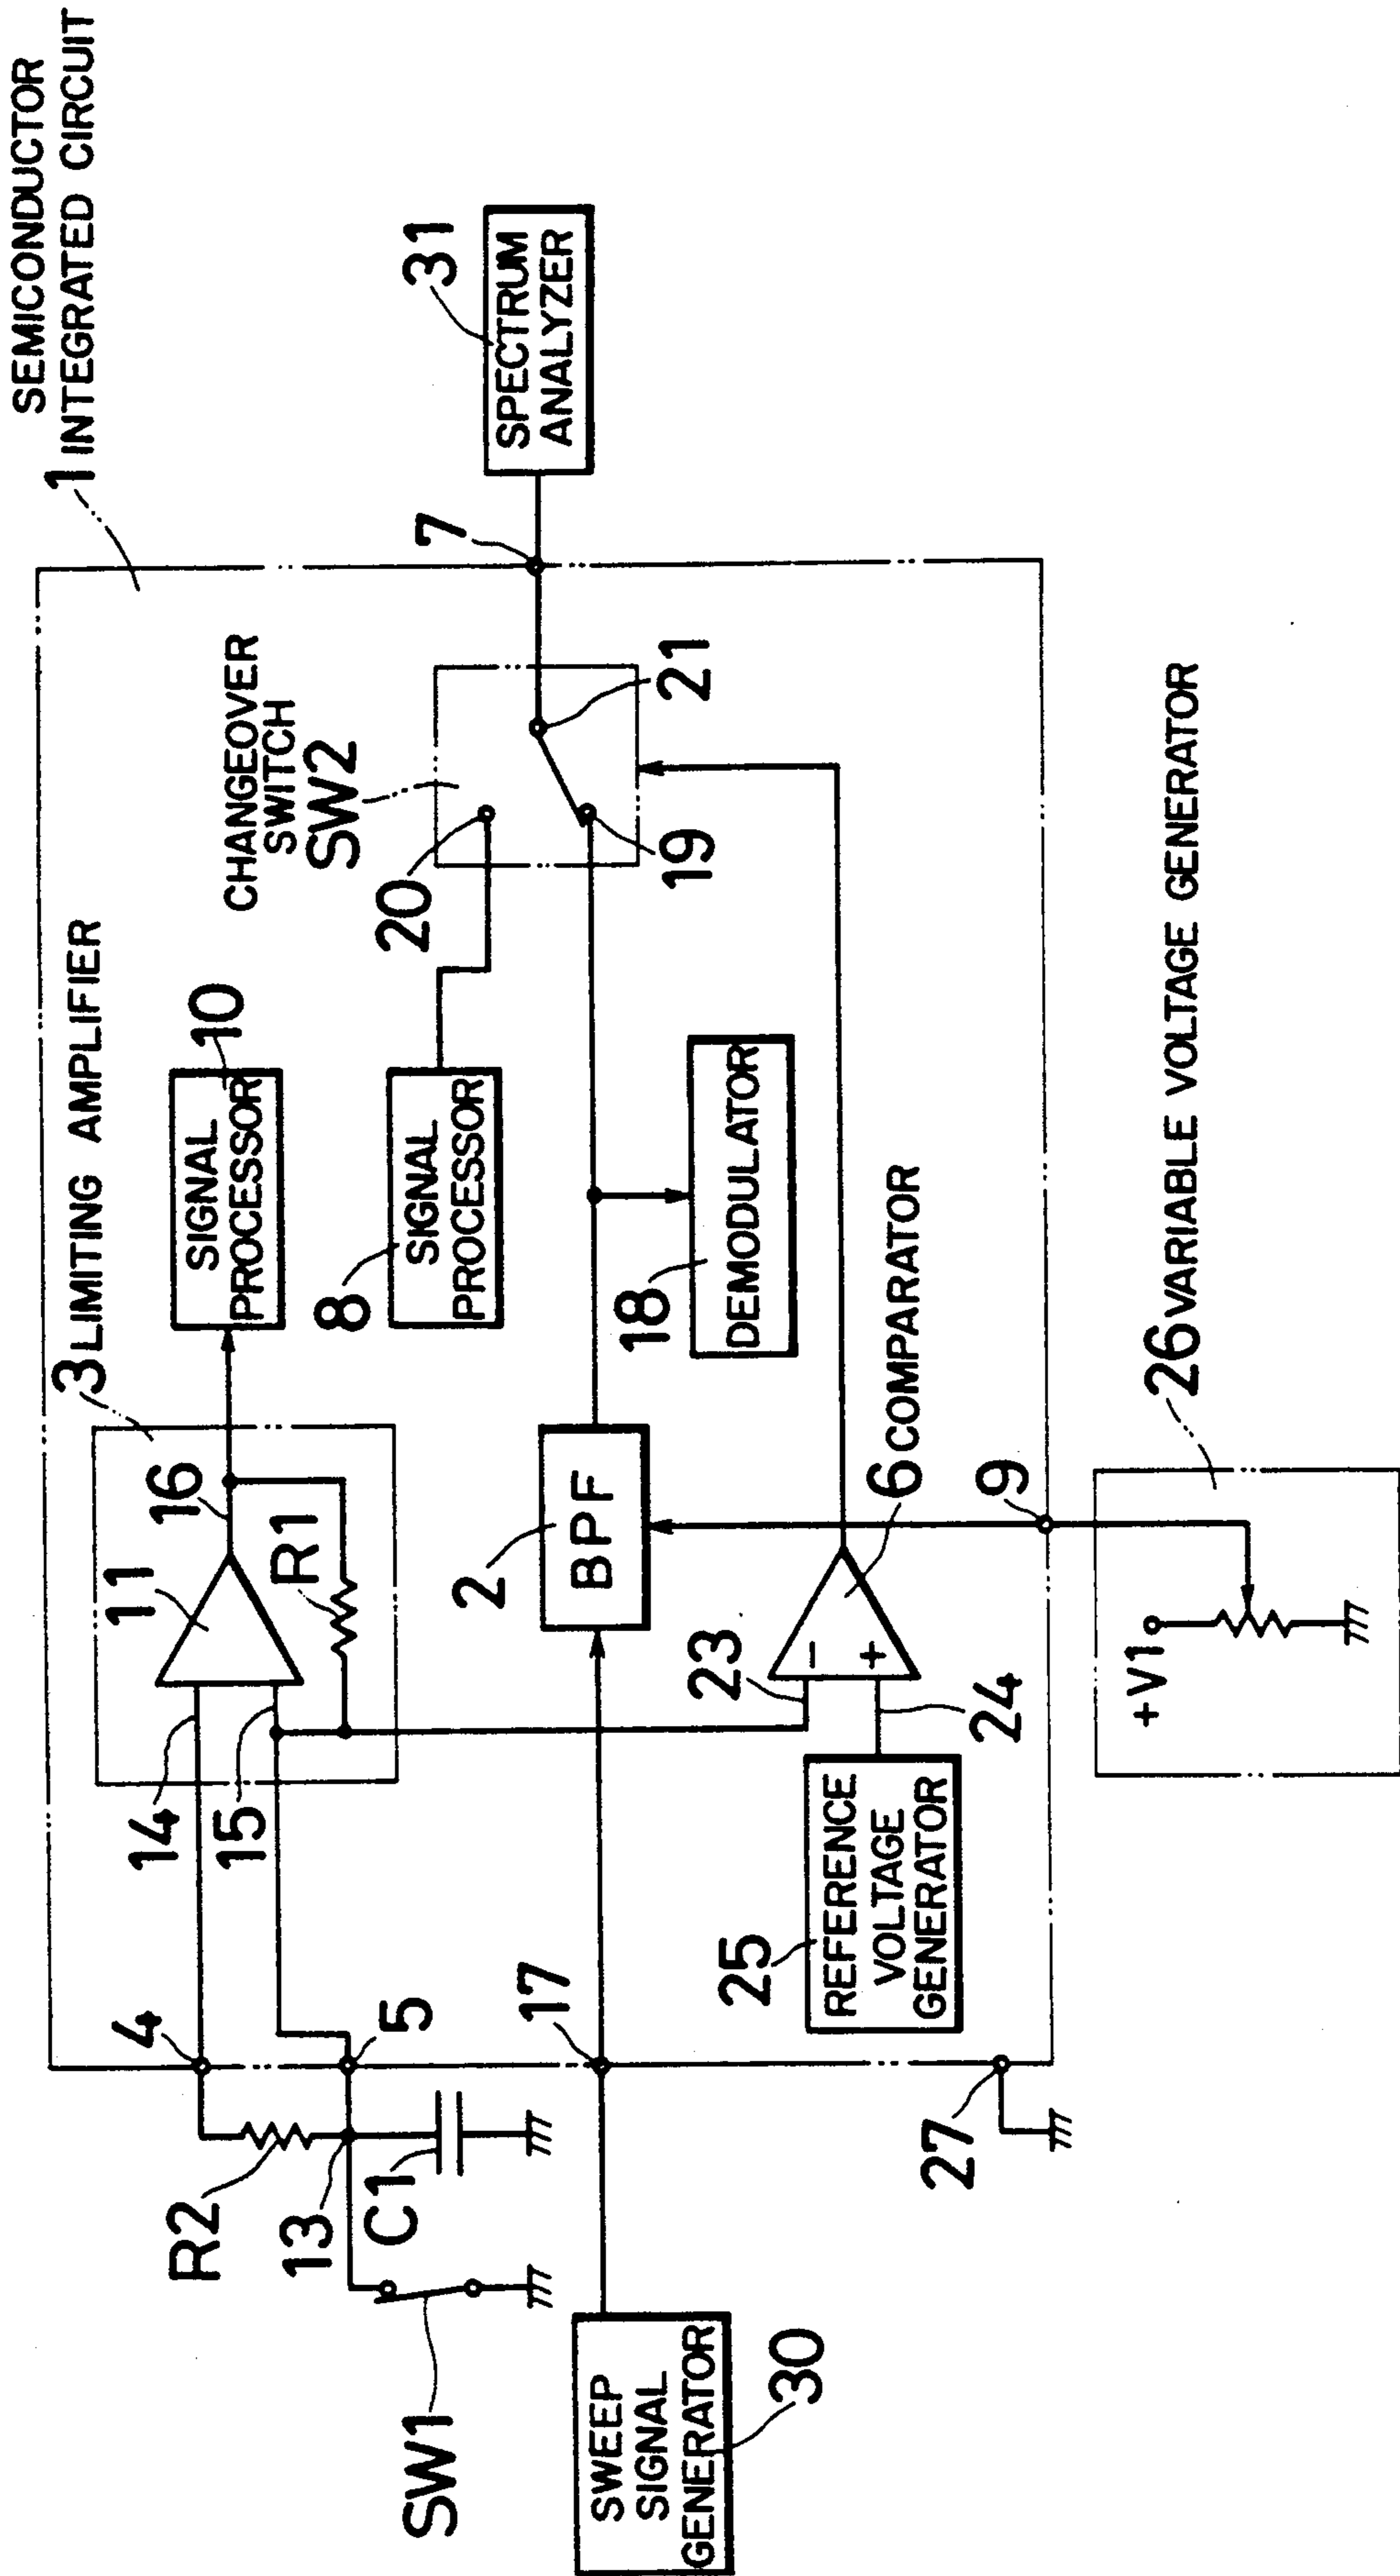 SEMICONDUCTOR
1 INTEGRATED CIRCUIT
3 LIMITING AMPLIFIER
11
16
R1
14
15
SIGNAL
PROCESSOR
10
4
5
R2
13
C1
SW1
8
SIGNAL
PROCESSOR
CHANGEOVER
SWITCH
SW2
20
21
19
7
31
SPECTRUM
ANALYZER
2
BPF
18
DEMODULATOR
17
SWEEP
SIGNAL
GENERATOR
30
23
24
-
+
6 COMPARATOR
25
REFERENCE
VOLTAGE
GENERATOR
27
9
26 VARIABLE VOLTAGE GENERATOR
+V1